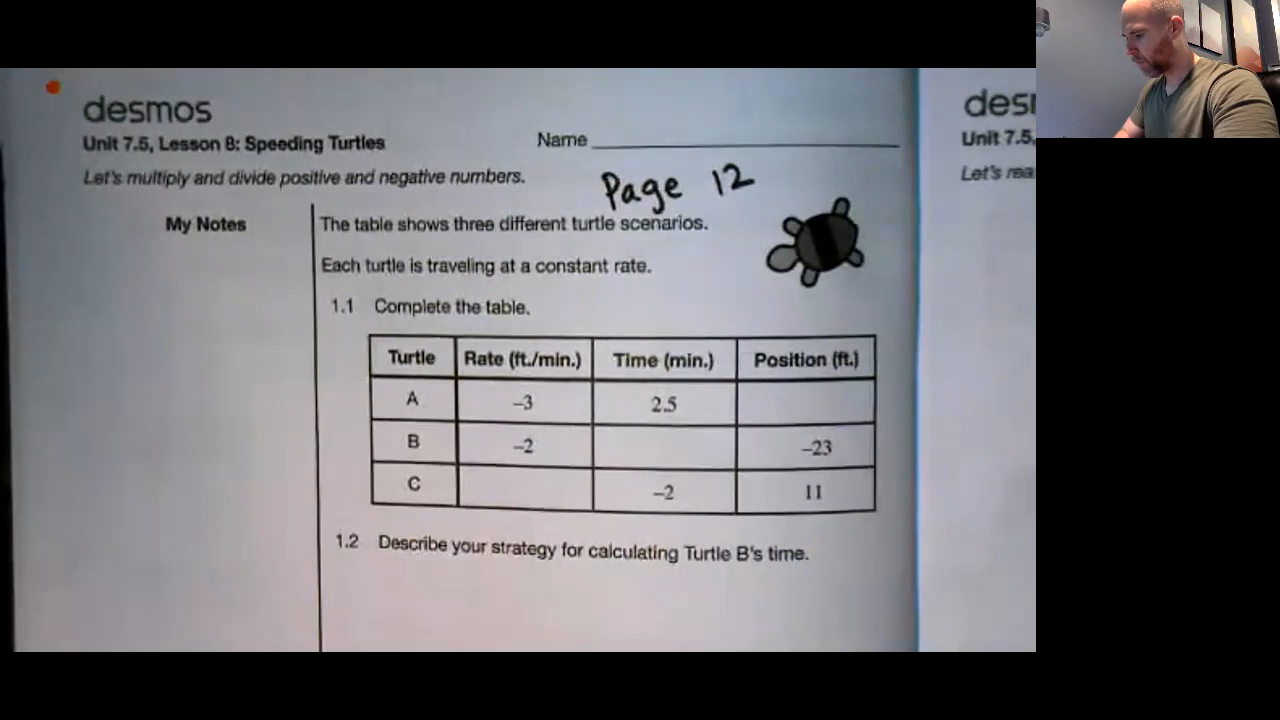 desmos
Unit 7.5, Lesson 8: Speeding Turtles
Name
Let's multiply and divide positive and negative numbers.
Page 12
My Notes
The table shows three different turtle scenarios.
Each turtle is traveling at a constant rate.
1.1 Complete the table.
Turtle Rate (ft./min.) Time (min.) Position (ft.)
A –3 2.5
B –2 –23
C –2 11
1.2 Describe your strategy for calculating Turtle B's time.
Unit 7.5,
Let's